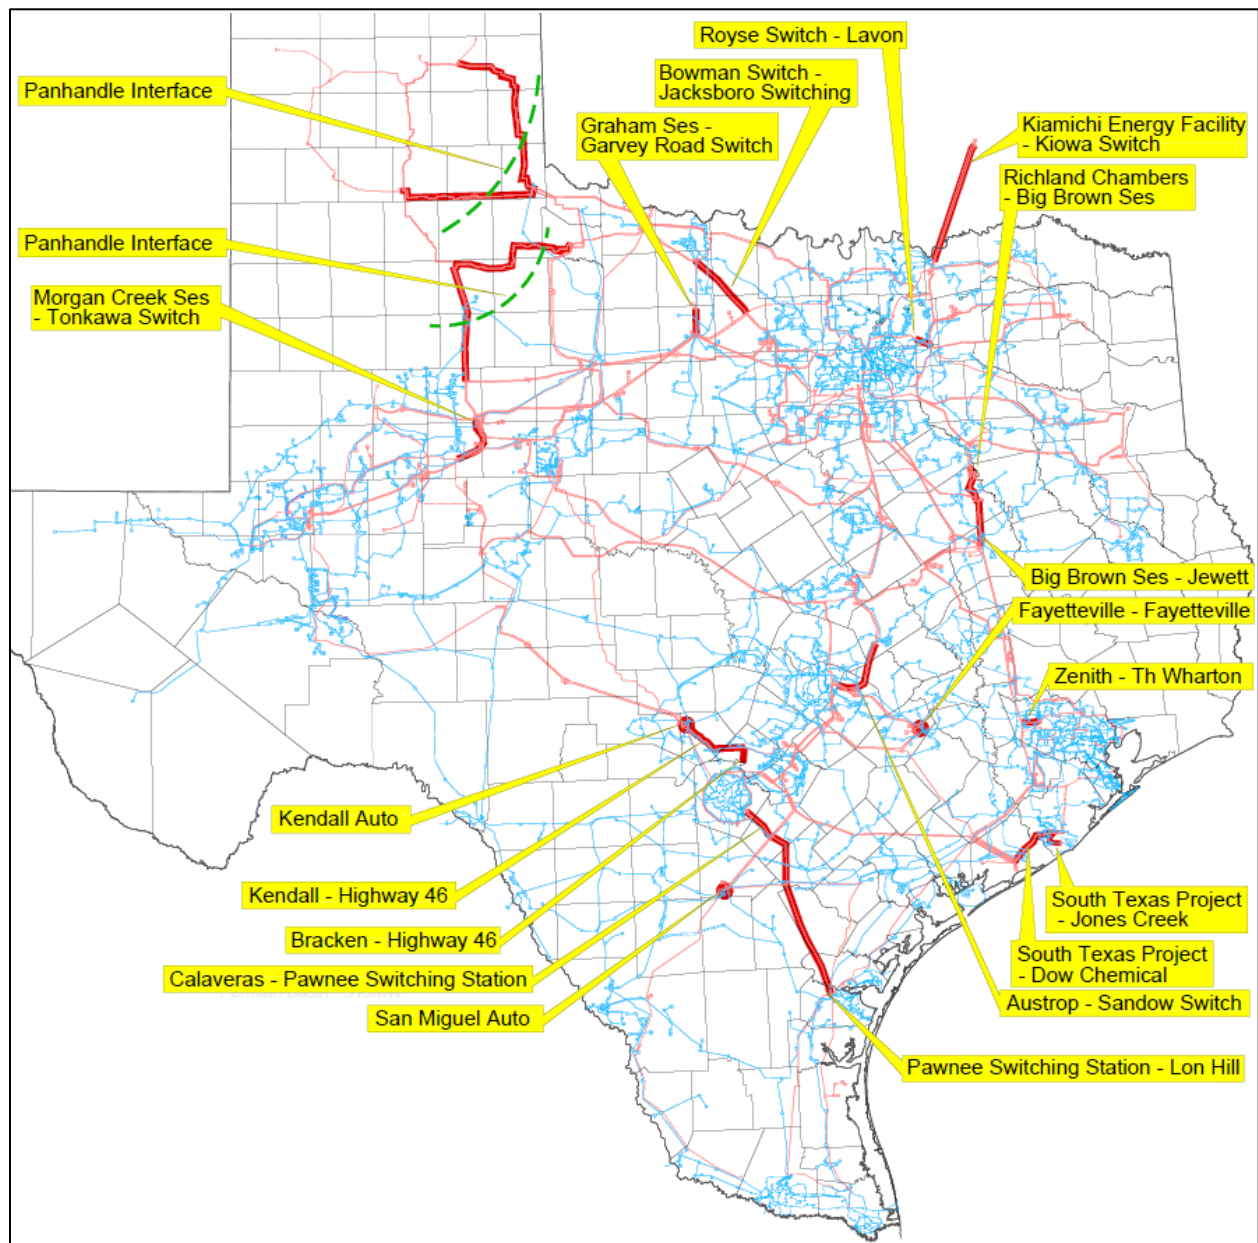 Royse Switch - Lavon
Bowman Switch -
Jacksboro Switching
Panhandle Interface
Graham Ses -
Garvey Road Switch
Kiamichi Energy Facility
- Kiowa Switch
Richland Chambers
- Big Brown Ses
Panhandle Interface
Morgan Creek Ses
- Tonkawa Switch
Big Brown Ses - Jewett
Fayetteville - Fayetteville
Zenith - Th Wharton
Kendall Auto
Kendall - Highway 46
South Texas Project
- Jones Creek
Bracken - Highway 46
South Texas Project
- Dow Chemical
Calaveras - Pawnee Switching Station
Austrop - Sandow Switch
San Miguel Auto
Pawnee Switching Station - Lon Hill